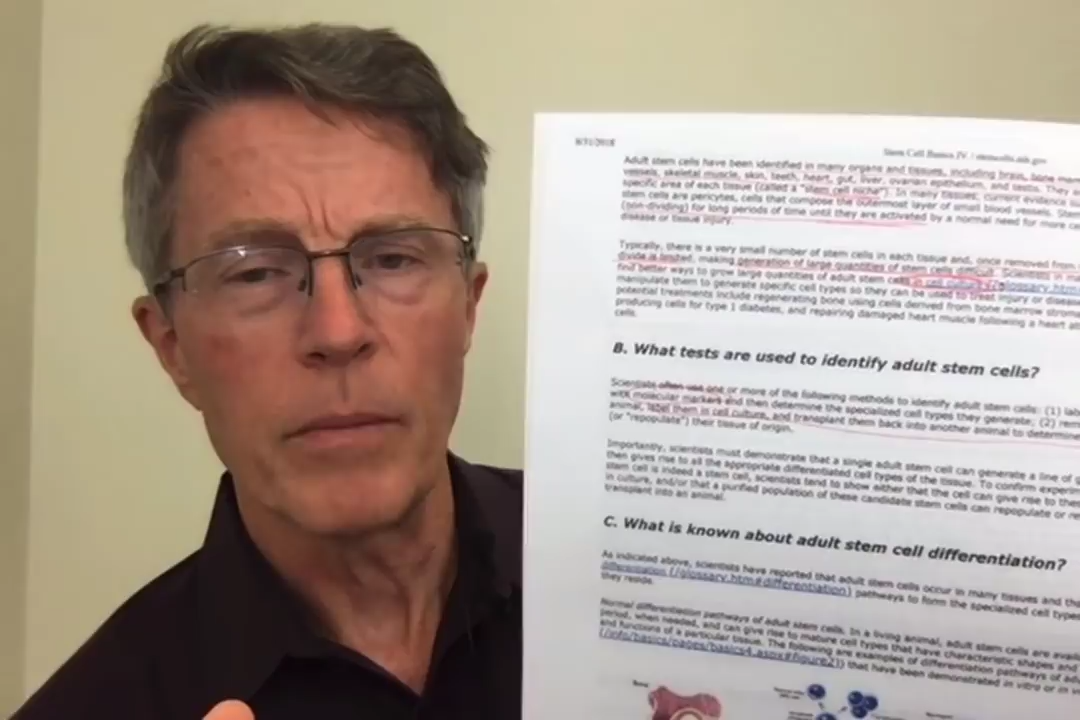 8/31/2018
Stem Cell Basics IV. | stemcells.nih.gov
Adult stem cells have been identified in many organs and tissues, including brain, bone
vessels, skeletal muscle, skin, teeth, heart, gut, liver, ovarian epithelium, and testis. They
specific area of each tissue (called a "stem cell niche"). In many tissues, current evidence
stem cells are pericytes, cells that compose the outermost layer of small blood vessels.
(non-dividing) for long periods of time until they are activated by a normal need for more
disease or tissue injury.
Typically, there is a very small number of stem cells in each tissue and, once removed from
divide is limited, making generation of large quantities of stem cells difficult. Scientists in
find better ways to grow large quantities of adult stem cells in cell culture (/glossary.htm
manipulate them to generate specific cell types so they can be used to treat injury or disease
potential treatments include regenerating bone using cells derived from bone marrow
producing cells for type 1 diabetes, and repairing damaged heart muscle following a heart
cells.
B. What tests are used to identify adult stem cells?
Scientists often use one or more of the following methods to identify adult stem cells: (1)
with molecular markers and then determine the specialized cell types they generate; (2)
animal, label them in cell culture, and transplant them back into another animal to determine
(or "repopulate") their tissue of origin.
Importantly, scientists must demonstrate that a single adult stem cell can generate a line of
then gives rise to all the appropriate differentiated cell types of the tissue. To confirm
stem cell is indeed a stem cell, scientists tend to show either that the cell can give rise to
in culture, and/or that a purified population of these candidate stem cells can repopulate or
transplant into an animal.
C. What is known about adult stem cell differentiation?
As indicated above, scientists have reported that adult stem cells occur in many tissues and
differentiation (/glossary.htm#differentiation) pathways to form the specialized cell types
they reside.
Normal differentiation pathways of adult stem cells. In a living animal, adult stem cells are
period, when needed, and can give rise to mature cell types that have characteristic shapes and
and functions of a particular tissue. The following are examples of differentiation pathways of
(/info/basics/pages/basics4.aspx#figure2)) that have been demonstrated in vitro or in
Bone